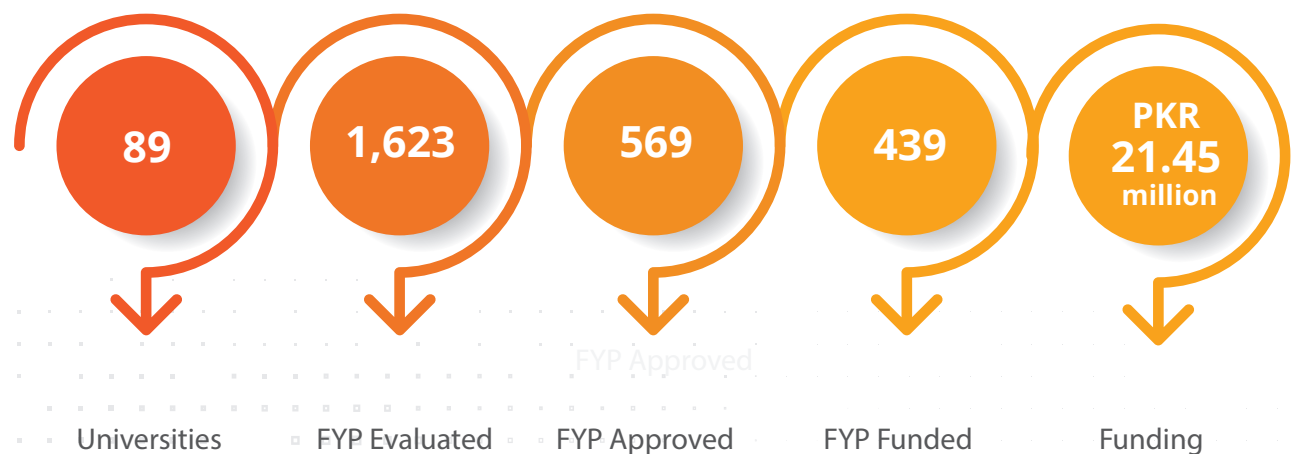 89
1,623
569
439
PKR
21.45
million
FYP Approved
Universities
FYP Evaluated
FYP Approved
FYP Funded
Funding